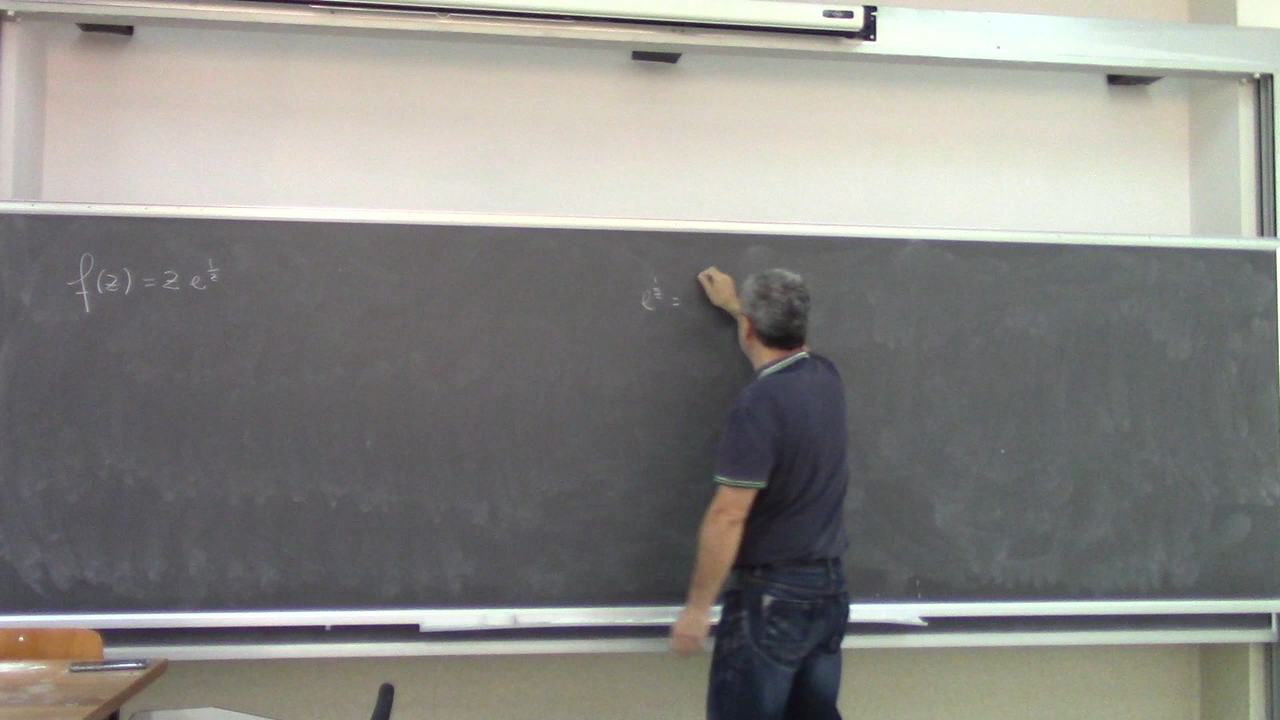 f(z) = z e^{1/z}
e^{1/z} =